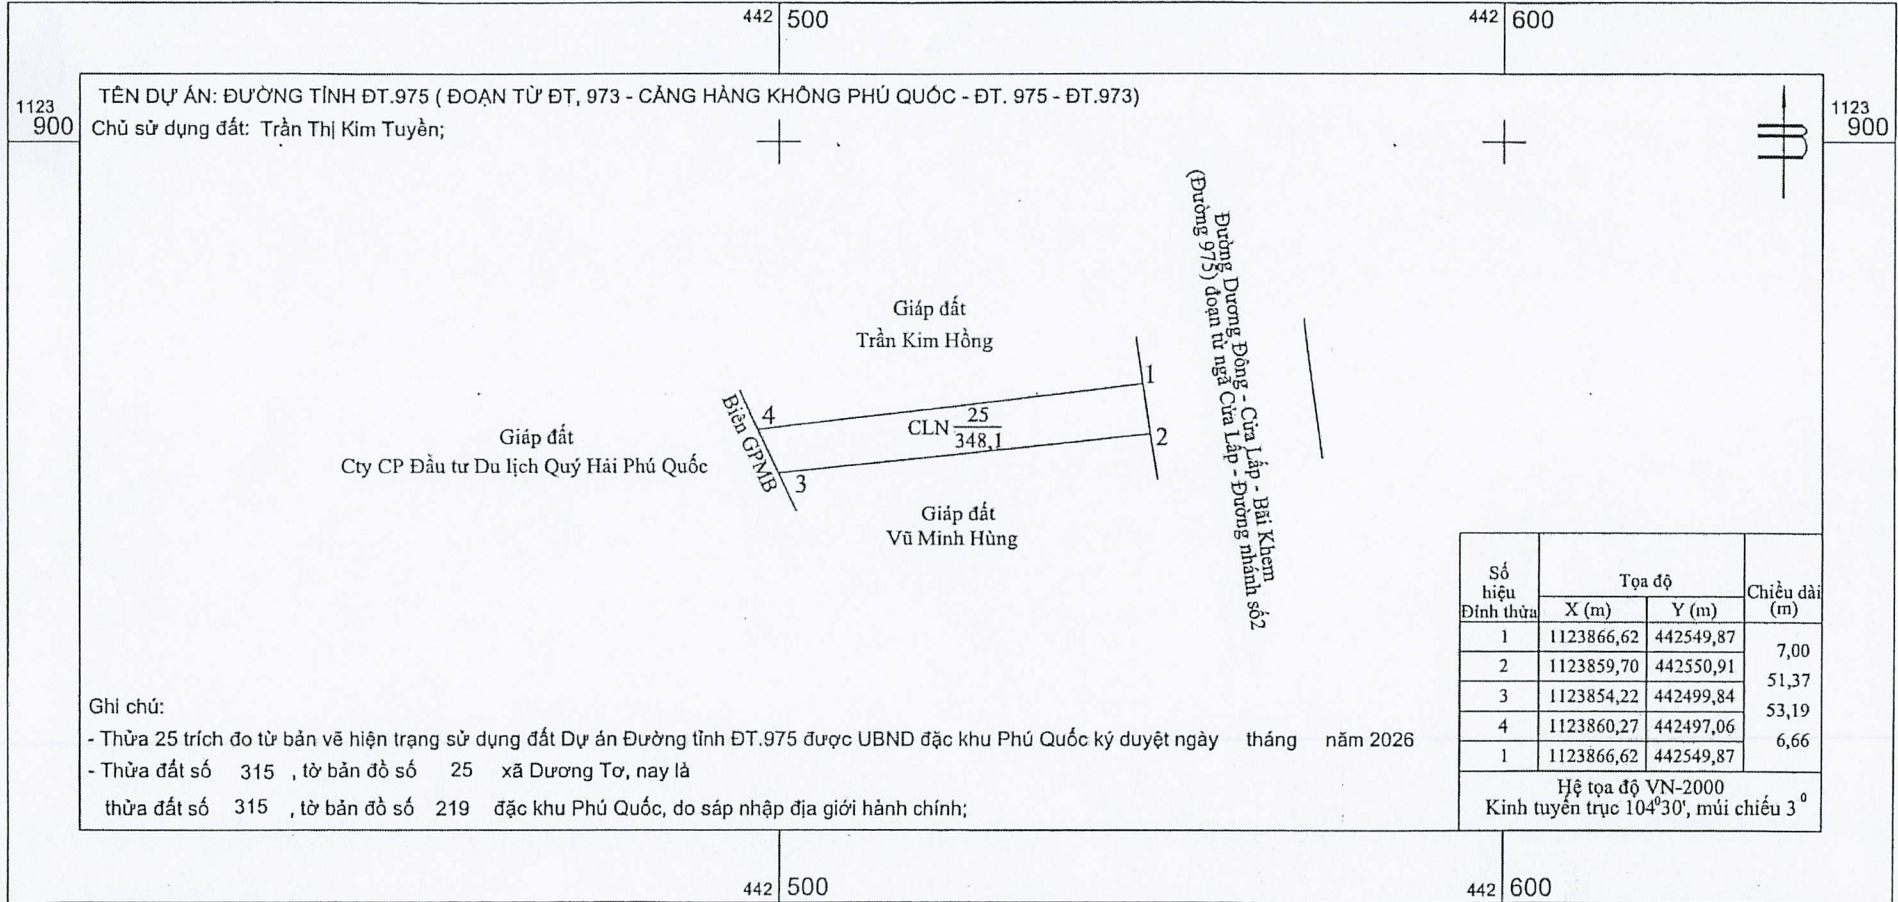 442 500
442 600
1123
900
1123
900
TÊN DỰ ÁN: ĐƯỜNG TỈNH ĐT.975 ( ĐOẠN TỪ ĐT, 973 - CẢNG HÀNG KHÔNG PHÚ QUỐC - ĐT. 975 - ĐT.973)
Chủ sử dụng đất: Trần Thị Kim Tuyền;
Đường Dương Đông - Cửa Lấp - Bãi Khem
(Đường 975) đoạn từ ngã Cửa Lấp - Đường nhánh số2
Giáp đất
Trần Kim Hồng
1
4
Biên GPMB
CLN 25
348,1
2
3
Giáp đất
Cty CP Đầu tư Du lịch Quý Hải Phú Quốc
Giáp đất
Vũ Minh Hùng
Số hiệu Đỉnh thửa | Tọa độ | Chiều dài (m)
X (m) | Y (m)
1 | 1123866,62 | 442549,87
7,00
2 | 1123859,70 | 442550,91
51,37
3 | 1123854,22 | 442499,84
53,19
4 | 1123860,27 | 442497,06
6,66
1 | 1123866,62 | 442549,87
Hệ tọa độ VN-2000
Kinh tuyến trục 104⁰30', múi chiếu 3⁰
Ghi chú:
- Thửa 25 trích đo từ bản vẽ hiện trạng sử dụng đất Dự án Đường tỉnh ĐT.975 được UBND đặc khu Phú Quốc ký duyệt ngày tháng năm 2026
- Thửa đất số 315 , tờ bản đồ số 25 xã Dương Tơ, nay là
thửa đất số 315 , tờ bản đồ số 219 đặc khu Phú Quốc, do sáp nhập địa giới hành chính;
442 500
442 600